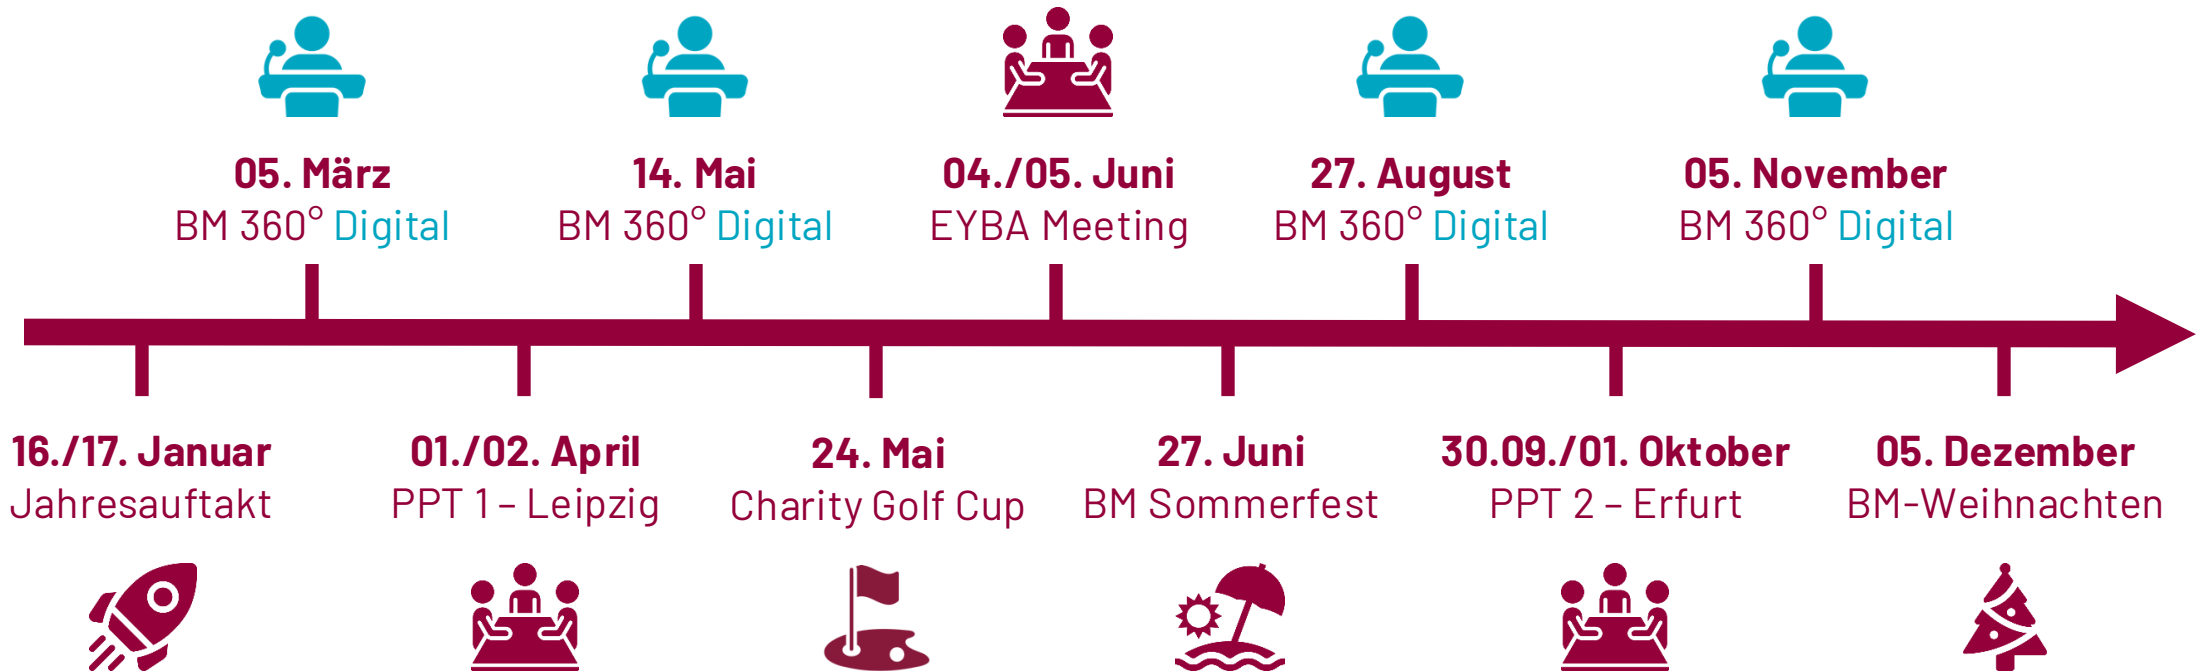 05. März
BM 360° Digital
14. Mai
BM 360° Digital
04./05. Juni
EYBA Meeting
27. August
BM 360° Digital
05. November
BM 360° Digital
16./17. Januar
Jahresauftakt
01./02. April
PPT 1 – Leipzig
24. Mai
Charity Golf Cup
27. Juni
BM Sommerfest
30.09./01. Oktober
PPT 2 – Erfurt
05. Dezember
BM-Weihnachten